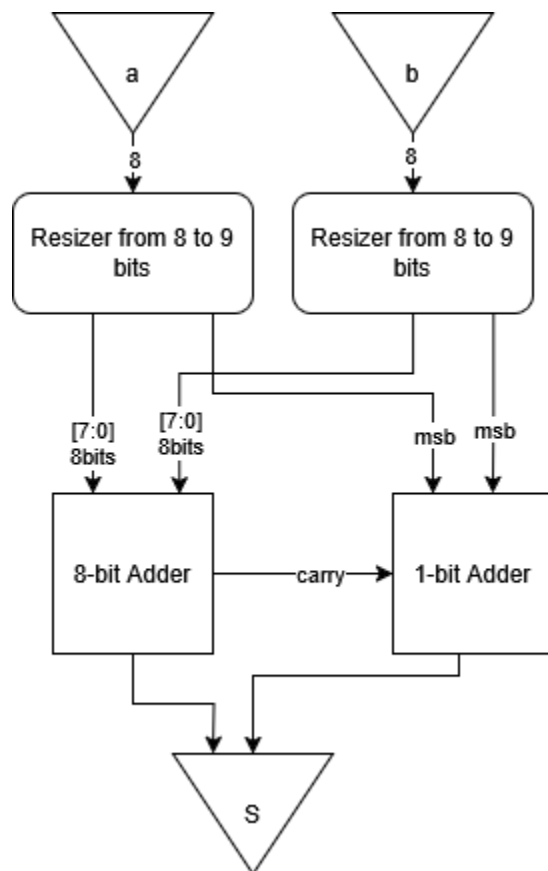 a
b
8
8
Resizer from 8 to 9
bits
Resizer from 8 to 9
bits
[7:0]
8bits
[7:0]
8bits
msb
msb
8-bit Adder
carry
1-bit Adder
S